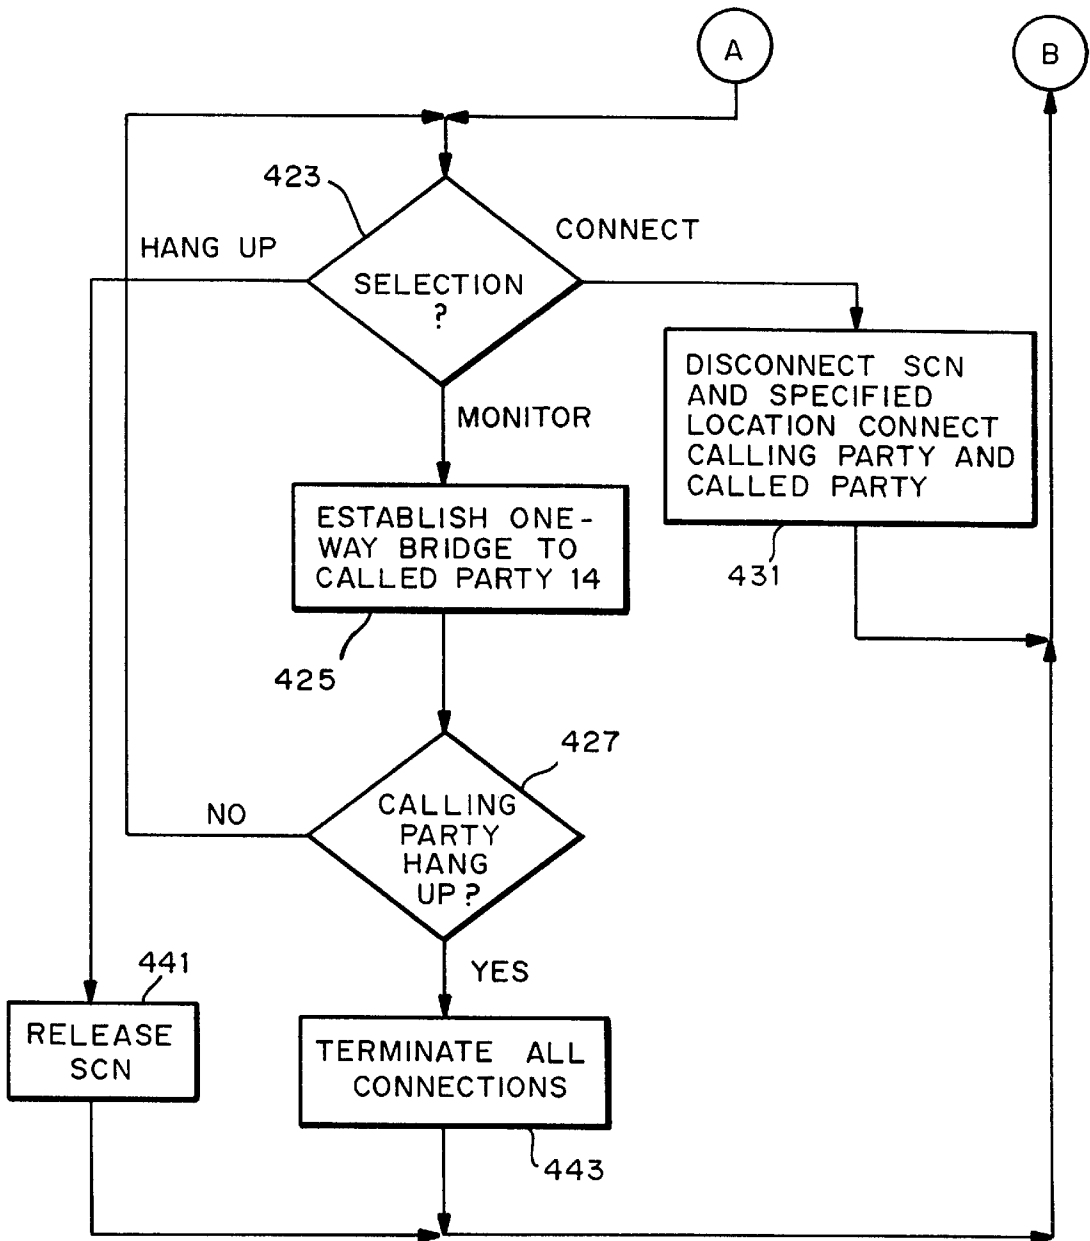 A
B
423
HANG UP
CONNECT
SELECTION
?
MONITOR
DISCONNECT SCN
AND SPECIFIED
LOCATION CONNECT
CALLING PARTY AND
CALLED PARTY
431
ESTABLISH ONE-
WAY BRIDGE TO
CALLED PARTY 14
425
427
NO
CALLING
PARTY
HANG
UP?
YES
441
RELEASE
SCN
TERMINATE ALL
CONNECTIONS
443